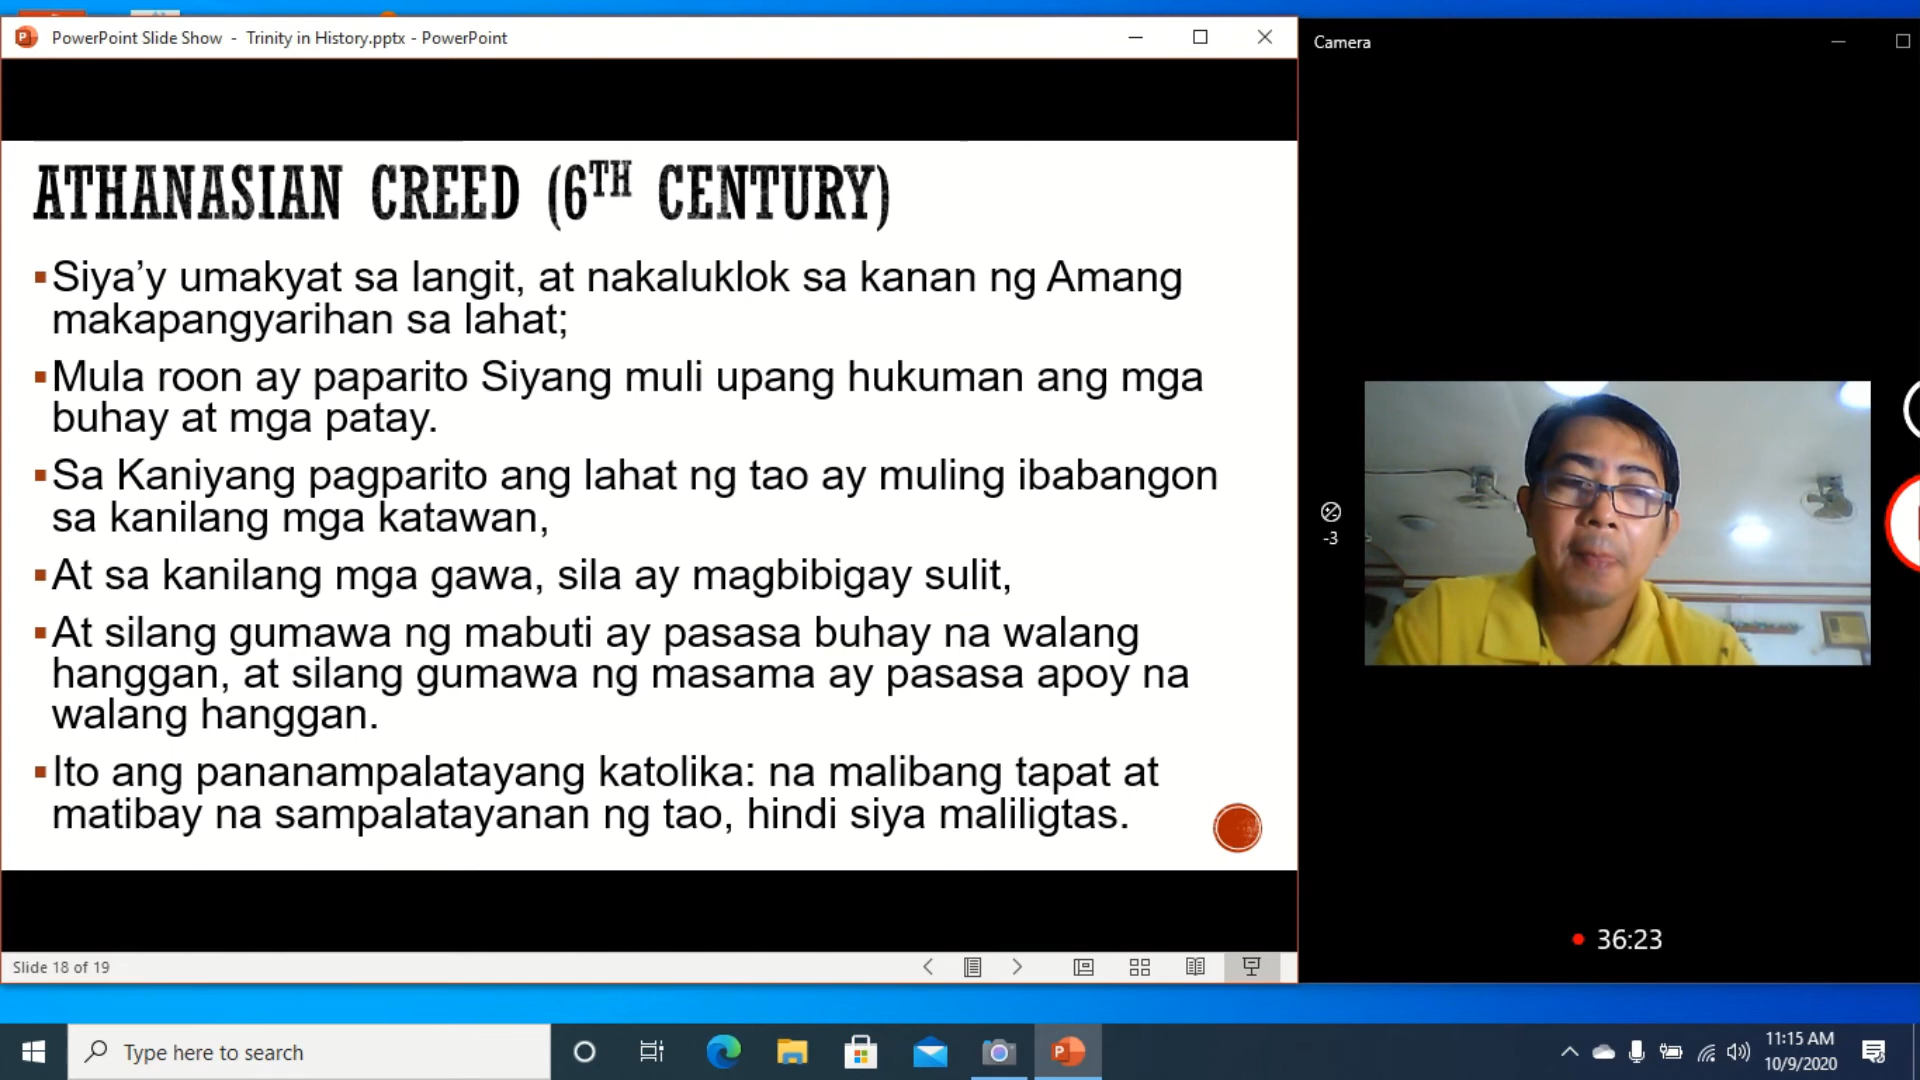 PowerPoint Slide Show - Trinity in History.pptx - PowerPoint
Camera
ATHANASIAN CREED (6TH CENTURY)
▪Siya’y umakyat sa langit, at nakaluklok sa kanan ng Amang
makapangyarihan sa lahat;
▪Mula roon ay paparito Siyang muli upang hukuman ang mga
buhay at mga patay.
▪Sa Kaniyang pagparito ang lahat ng tao ay muling ibabangon
sa kanilang mga katawan,
▪At sa kanilang mga gawa, sila ay magbibigay sulit,
▪At silang gumawa ng mabuti ay pasasa buhay na walang
hanggan, at silang gumawa ng masama ay pasasa apoy na
walang hanggan.
▪Ito ang pananampalatayang katolika: na malibang tapat at
matibay na sampalatayanan ng tao, hindi siya maliligtas.
-3
36:23
Slide 18 of 19
Type here to search
11:15 AM
10/9/2020